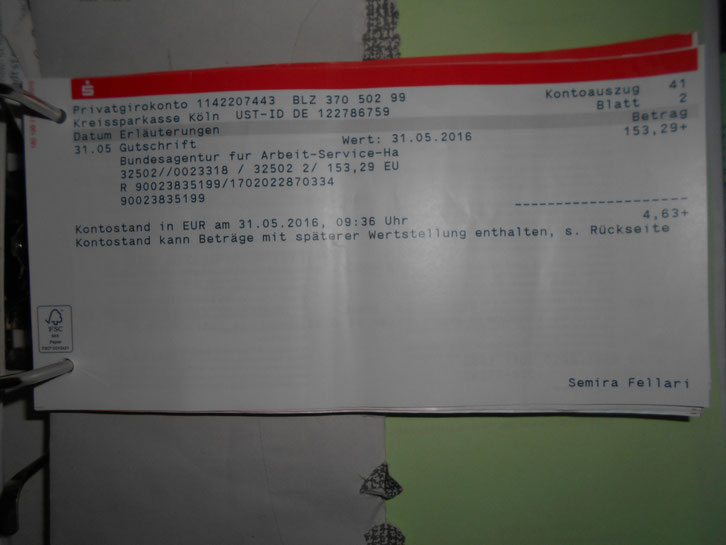 Privatgirokonto 1142207443 BLZ 370 502 99 Kontoauszug 41
Kreissparkasse Köln UST-ID DE 122786759 Blatt 2
Datum Erläuterungen Betrag
31.05 Gutschrift Wert: 31.05.2016 153,29+
Bundesagentur fur Arbeit-Service-Ha
32502//0023318 / 32502 2/ 153,29 EU
R 90023835199/1702022870334
90023835199
Kontostand in EUR am 31.05.2016, 09:36 Uhr 4,63+
Kontostand kann Beträge mit späterer Wertstellung enthalten, s. Rückseite
FSC
Semira Fellari